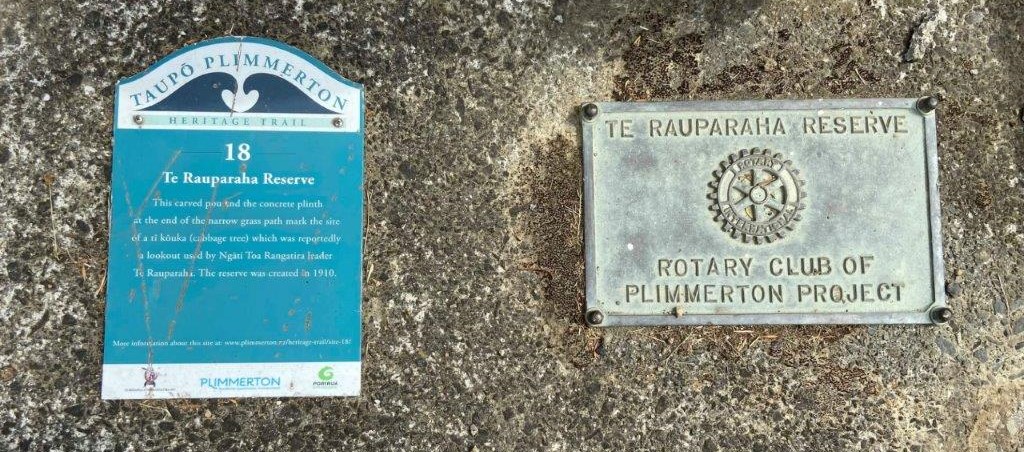 TAUPŌ PLIMMERTON
HERITAGE TRAIL
18
Te Rauparaha Reserve
This carved pou and the concrete plinth
at the end of the narrow grass path mark the site
of a tī kōuka (cabbage tree) which was reportedly
a lookout used by Ngāti Toa Rangatira leader
Te Rauparaha. The reserve was created in 1910.
More information about this site at: www.plimmerton.nz/heritage-trail/site-18/
PLIMMERTON
PORIRUA
TE RAUPARAHA RESERVE
ROTARY
INTERNATIONAL
ROTARY CLUB OF
PLIMMERTON PROJECT